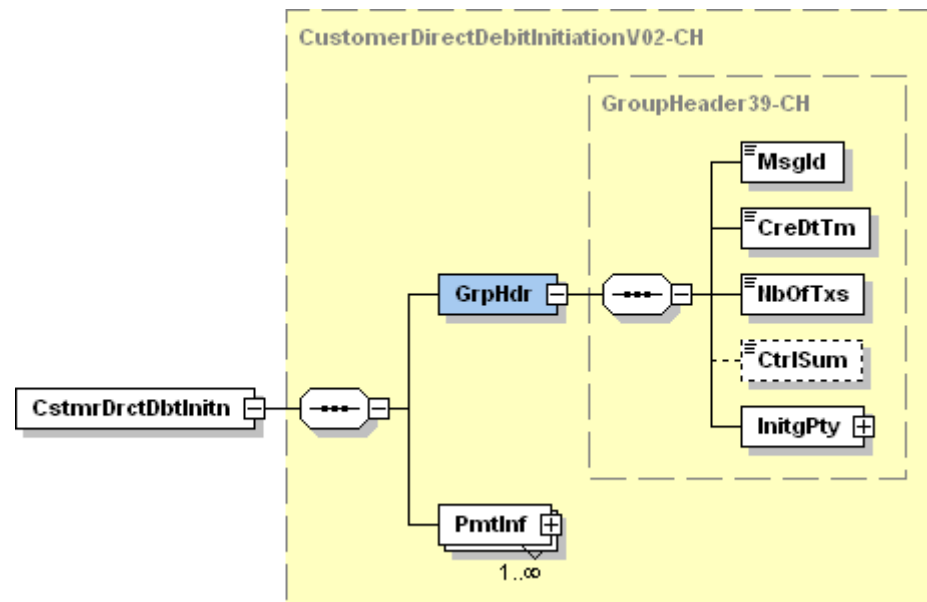 CustomerDirectDebitInitiationV02-CH
GroupHeader39-CH
MsgId
CreDtTm
GrpHdr
NbOfTxs
CtrlSum
CstmrDrctDbtInitn
InitgPty
PmtInf
1..∞